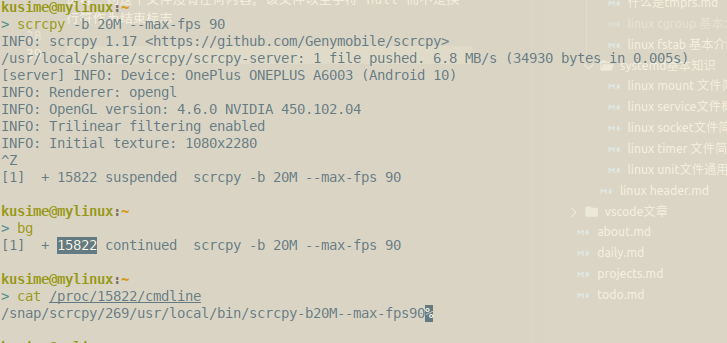 kusime@mylinux:~
> scrcpy -b 20M --max-fps 90
INFO: scrcpy 1.17 <https://github.com/Genymobile/scrcpy>
/usr/local/share/scrcpy/scrcpy-server: 1 file pushed. 6.8 MB/s (34930 bytes in 0.005s)
[server] INFO: Device: OnePlus ONEPLUS A6003 (Android 10)
INFO: Renderer: opengl
INFO: OpenGL version: 4.6.0 NVIDIA 450.102.04
INFO: Trilinear filtering enabled
INFO: Initial texture: 1080x2280
^Z
[1]  + 15822 suspended  scrcpy -b 20M --max-fps 90
kusime@mylinux:~
> bg
[1]  + 15822 continued  scrcpy -b 20M --max-fps 90
kusime@mylinux:~
> cat /proc/15822/cmdline
/snap/scrcpy/269/usr/local/bin/scrcpy-b20M--max-fps90%
什么是tmprs.md
linux cgroup 基本
linux fstab 基本介
systemd基本知识
linux mount 文件简
linux service文件框
linux socket文件简
linux timer 文件简
linux unit文件通用
linux header.md
vscode文章
about.md
daily.md
projects.md
todo.md